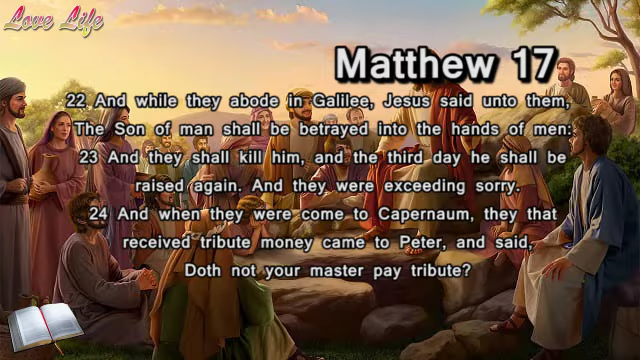 Love Life
Matthew 17
22 And while they abode in Galilee, Jesus said unto them,
The Son of man shall be betrayed into the hands of men:
23 And they shall kill him, and the third day he shall be
raised again. And they were exceeding sorry.
24 And when they were come to Capernaum, they that
received tribute money came to Peter, and said,
Doth not your master pay tribute?